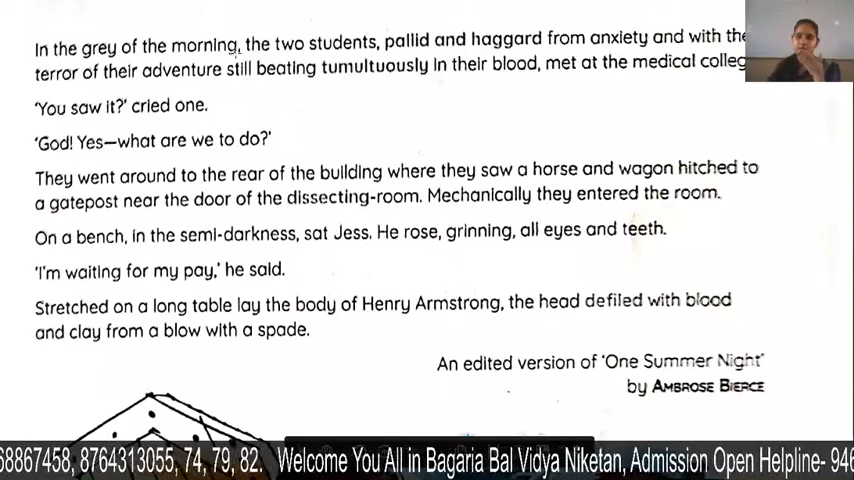 In the grey of the morning, the two students, pallid and haggard from anxiety and with the
terror of their adventure still beating tumultuously in their blood, met at the medical colleg
'You saw it?' cried one.
'God! Yes—what are we to do?'
They went around to the rear of the building where they saw a horse and wagon hitched to
a gatepost near the door of the dissecting-room. Mechanically they entered the room.
On a bench, in the semi-darkness, sat Jess. He rose, grinning, all eyes and teeth.
'I'm waiting for my pay,' he said.
Stretched on a long table lay the body of Henry Armstrong, the head defiled with blood
and clay from a blow with a spade.
An edited version of 'One Summer Night'
by AMBROSE BIERCE
68867458, 8764313055, 74, 79, 82. Welcome You All in Bagaria Bal Vidya Niketan, Admission Open Helpline- 946